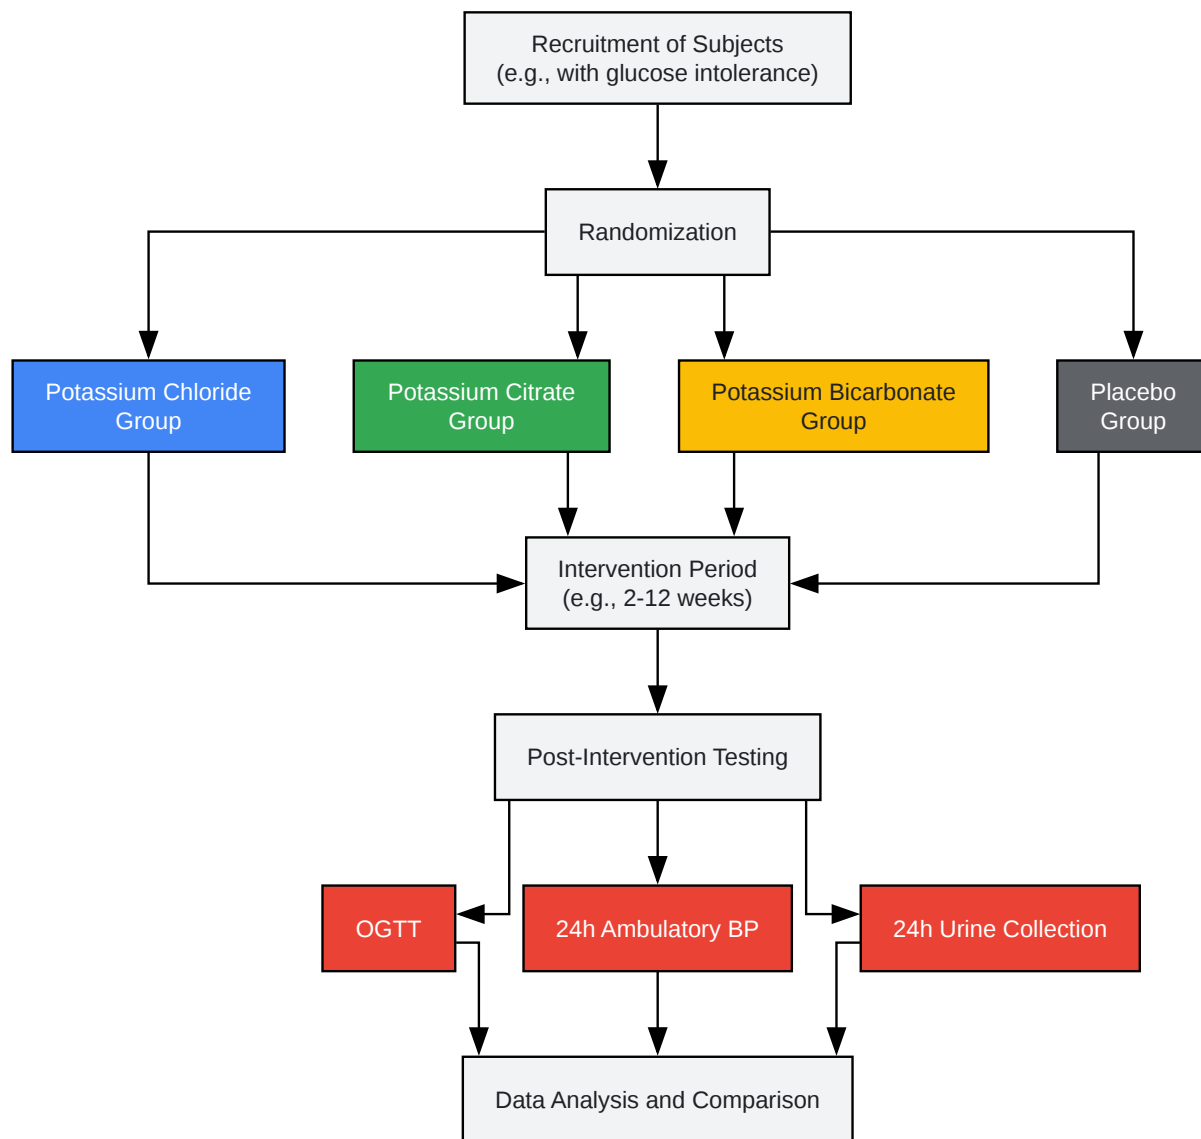 Recruitment of Subjects
(e.g., with glucose intolerance)
Randomization
Potassium Chloride
Group
Potassium Citrate
Group
Potassium Bicarbonate
Group
Placebo
Group
Intervention Period
(e.g., 2-12 weeks)
Post-Intervention Testing
OGTT
24h Ambulatory BP
24h Urine Collection
Data Analysis and Comparison